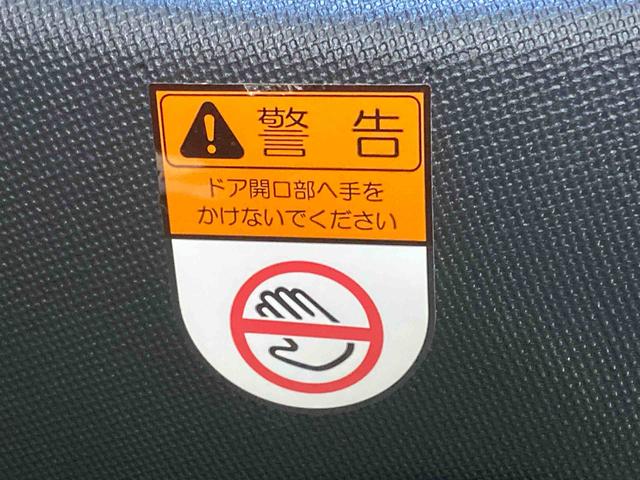 警告
ドア開口部へ手を
かけないでください